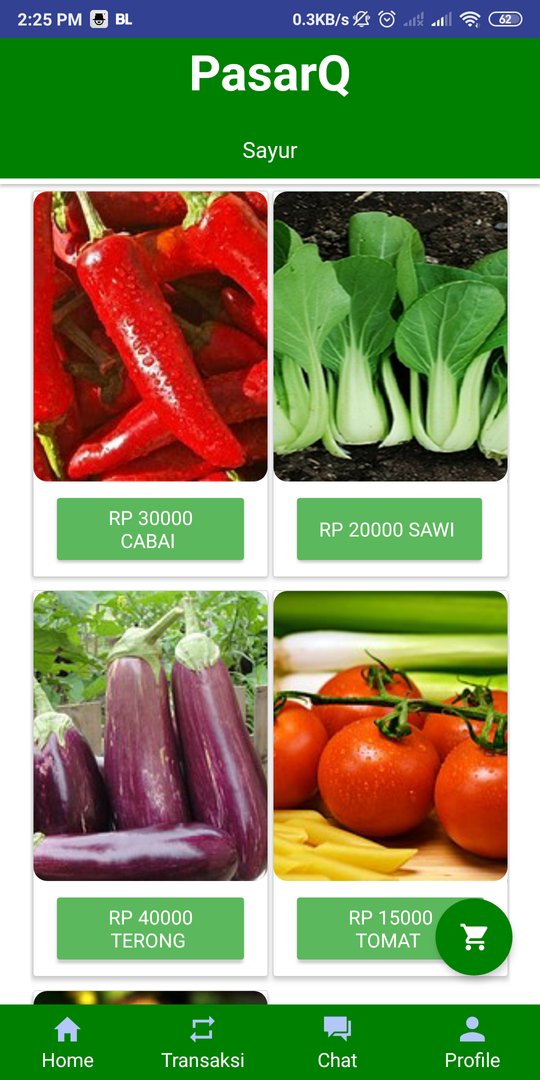 2:25 PM BL 0.3KB/s 62
PasarQ
Sayur
RP 30000
CABAI
RP 20000 SAWI
RP 40000
TERONG
RP 15000
TOMAT
Home Transaksi Chat Profile